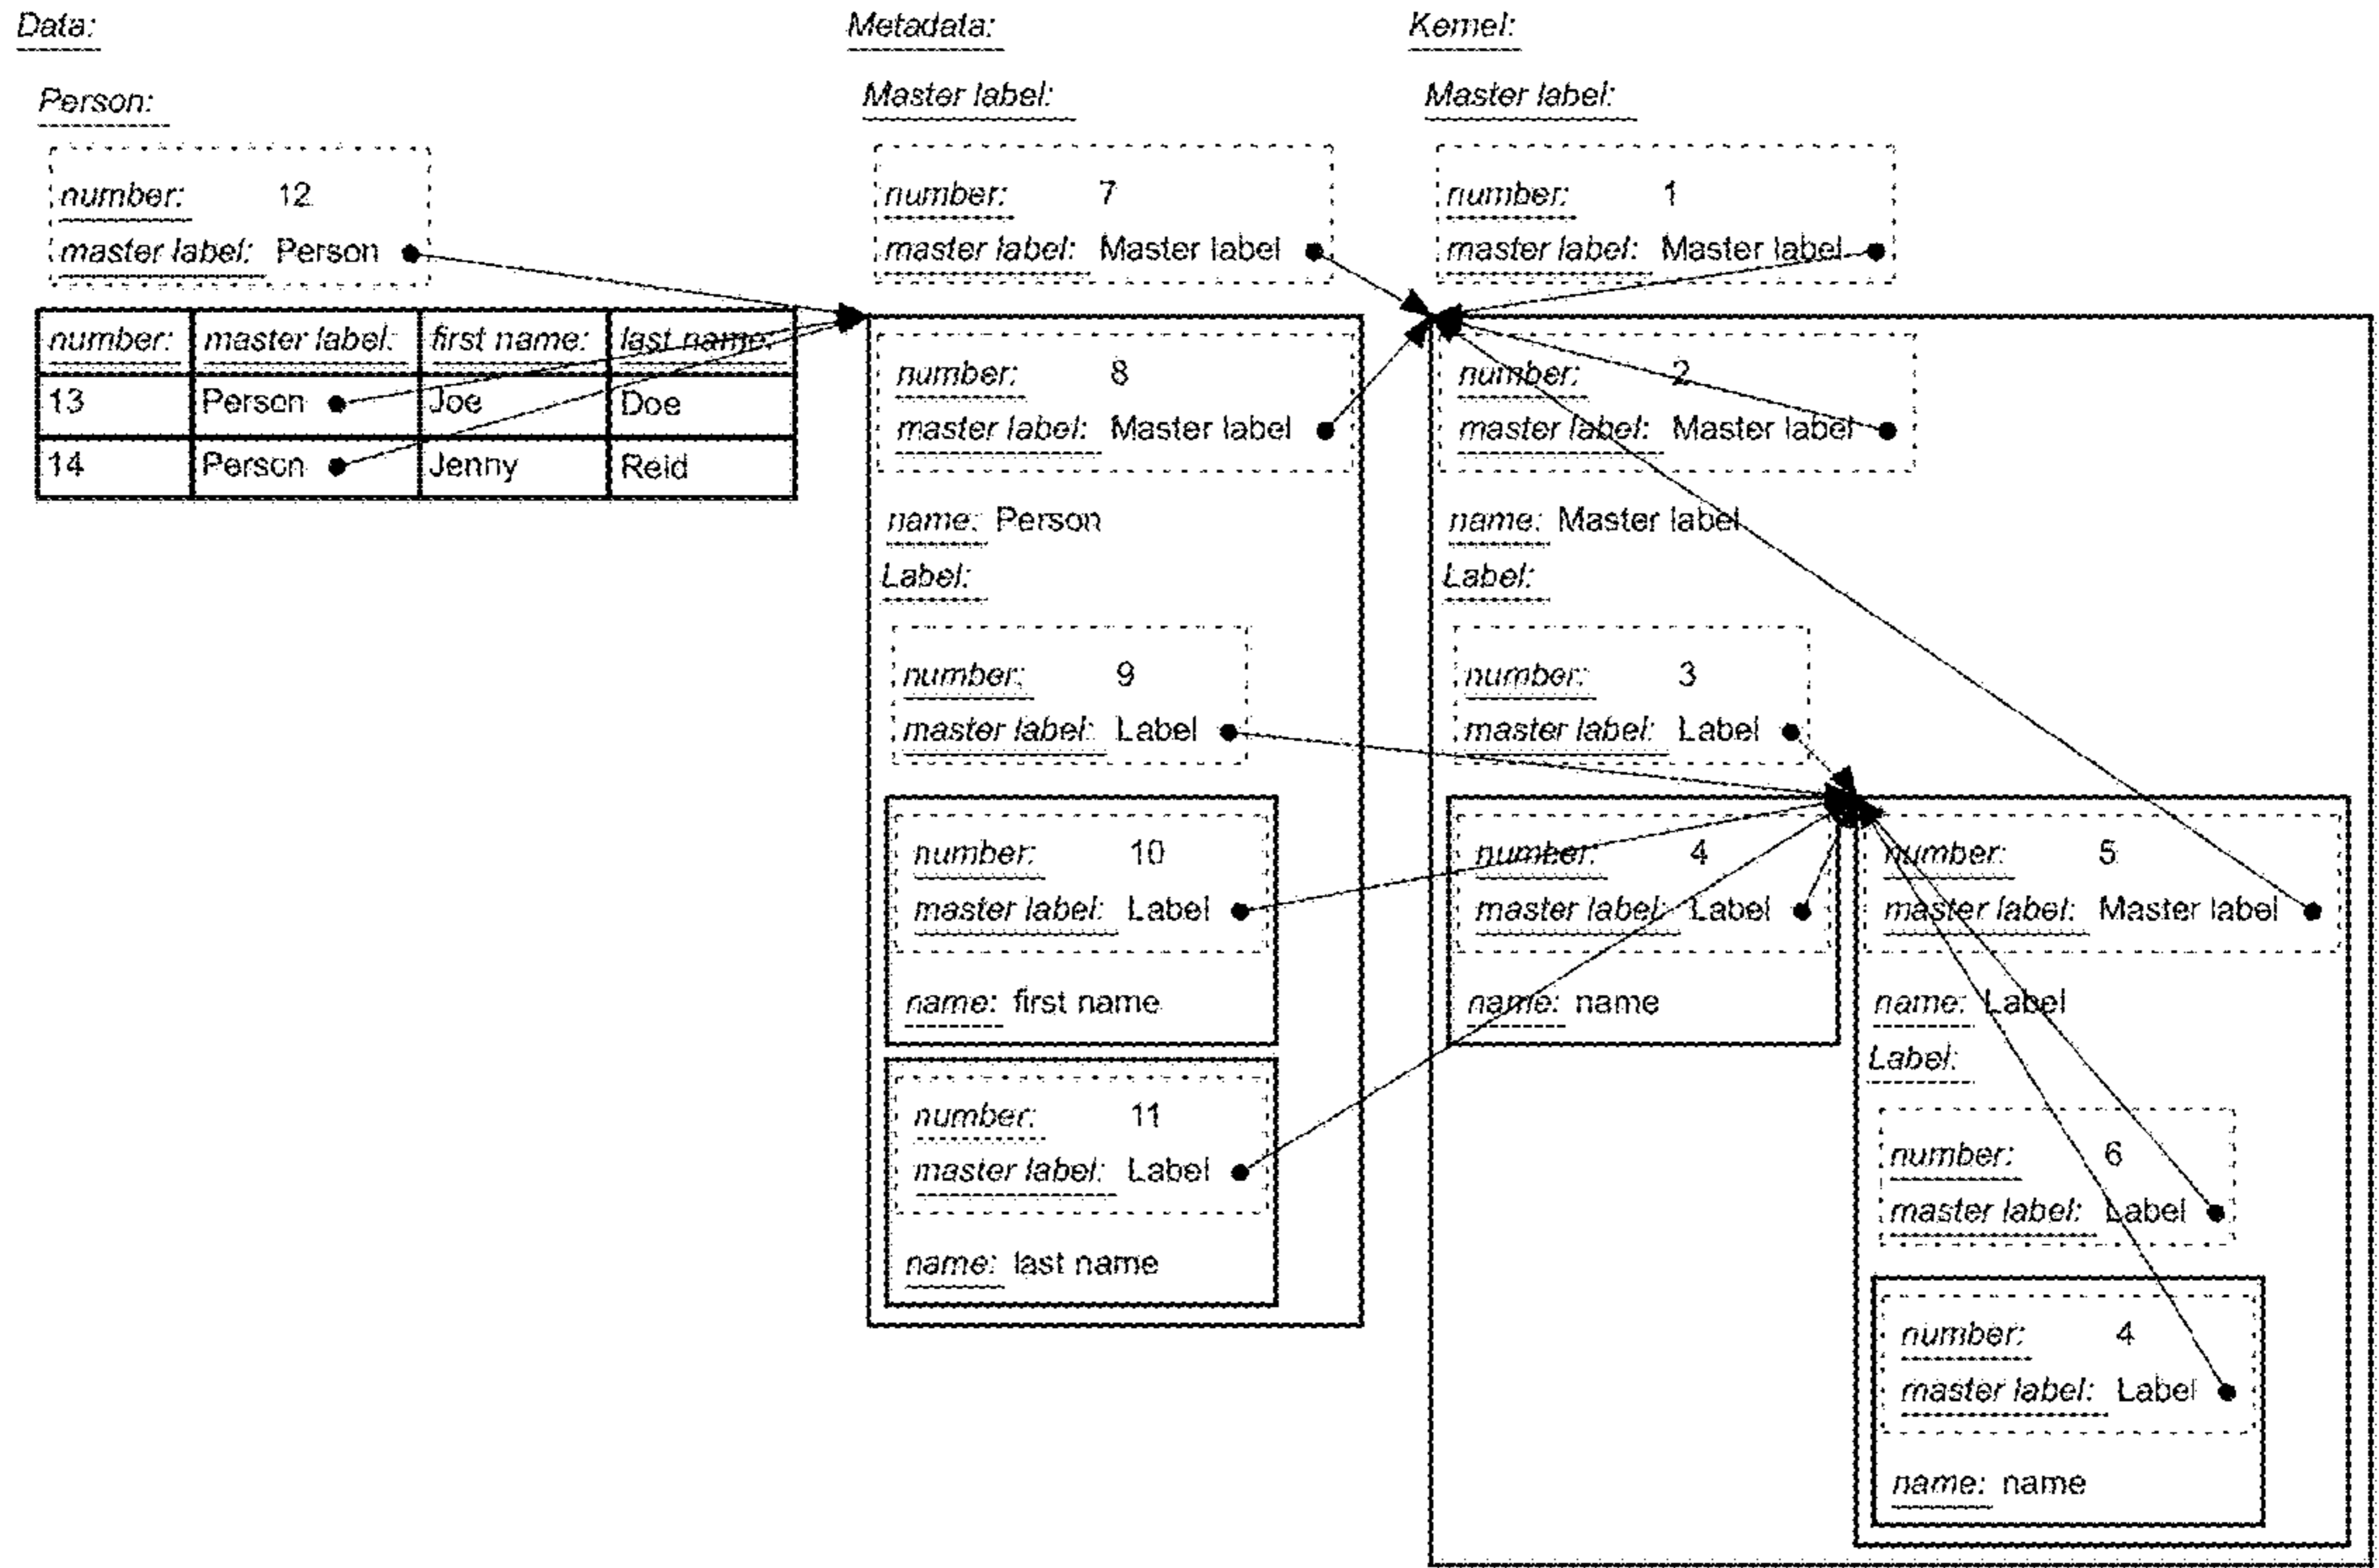 Data:
Person:
number: 12
master label: Person
number: master label: first name: last name:
13 Person Joe Doe
14 Person Jenny Reid
Metadata:
Master label:
number: 7
master label: Master label
number: 8
master label: Master label
name: Person
Label:
number: 9
master label: Label
number: 10
master label: Label
name: first name
number: 11
master label: Label
name: last name
Kernel:
Master label:
number: 1
master label: Master label
number: 2
master label: Master label
name: Master label
Label:
number: 3
master label: Label
number: 4
master label: Label
name: name
number: 5
master label: Master label
name: Label
Label:
number: 6
master label: Label
number: 4
master label: Label
name: name